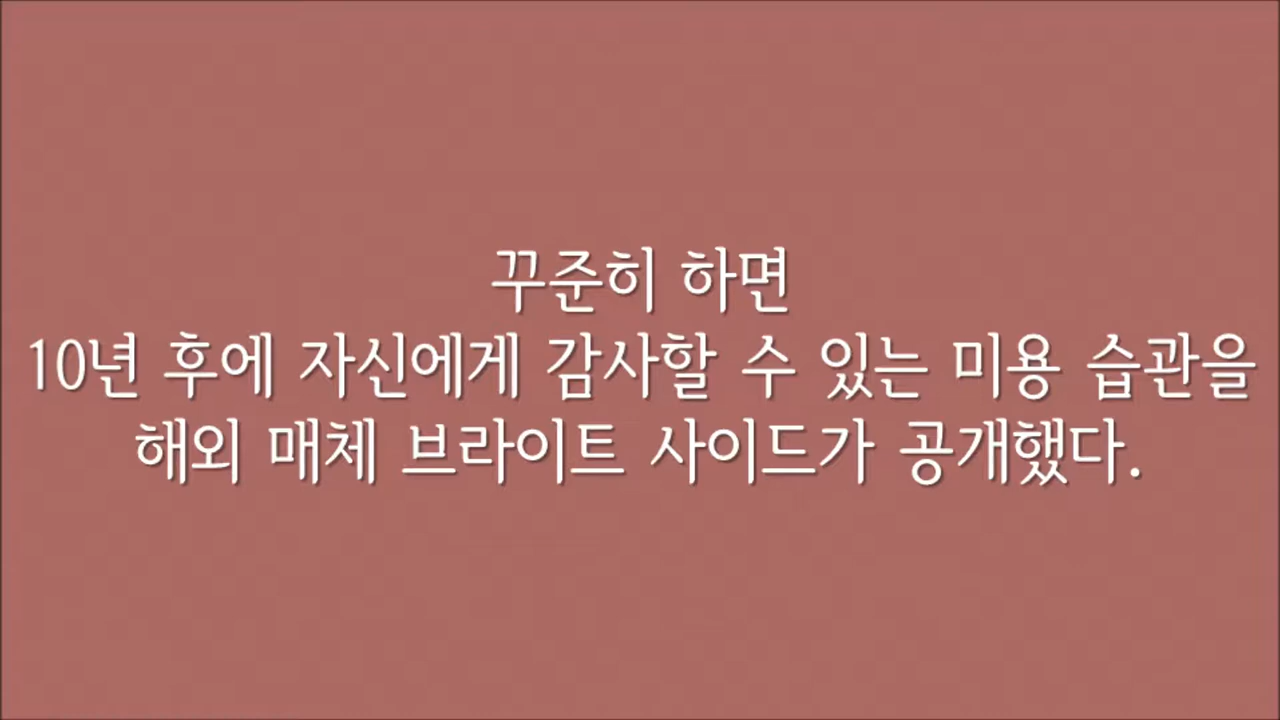 꾸준히 하면
10년 후에 자신에게 감사할 수 있는 미용 습관을
해외 매체 브라이트 사이드가 공개했다.